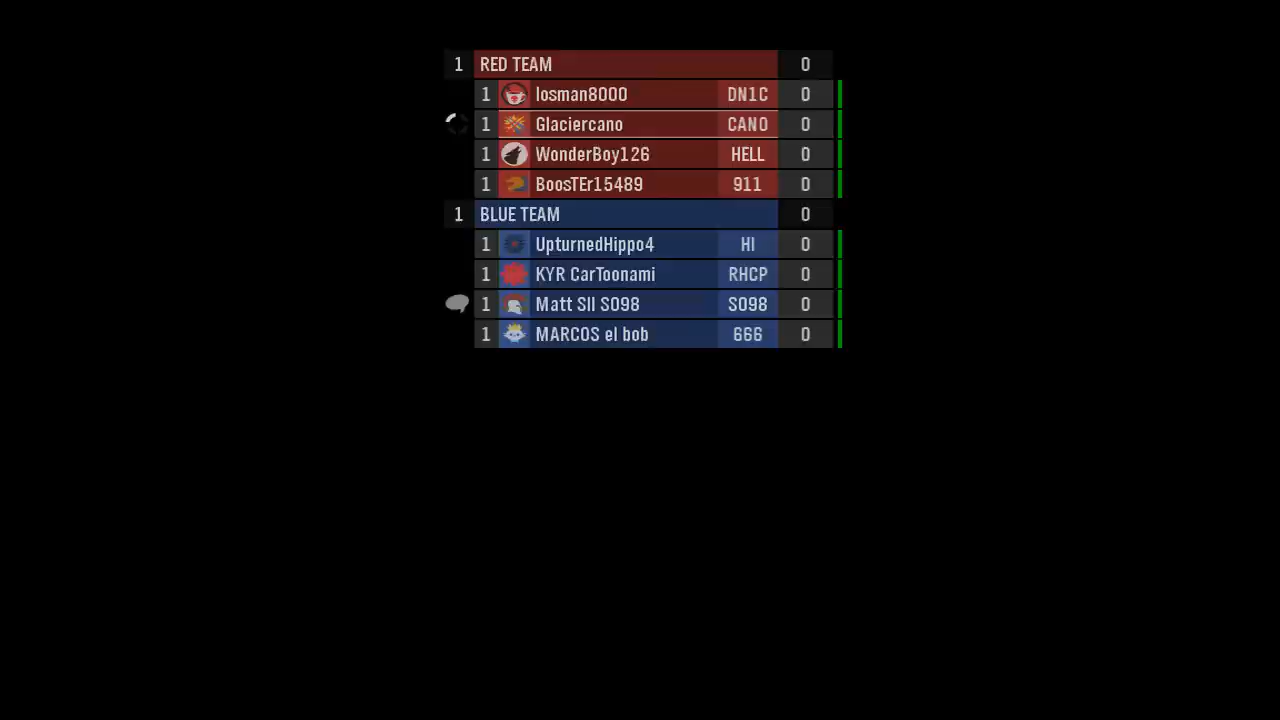 1 RED TEAM 0
1 losman8000 DN1C 0
1 Glaciercano CANO 0
1 WonderBoy126 HELL 0
1 BoosTEr15489 911 0
1 BLUE TEAM 0
1 UpturnedHippo4 HI 0
1 KYR CarToonami RHCP 0
1 Matt SII SO98 SO98 0
1 MARCOS el bob 666 0